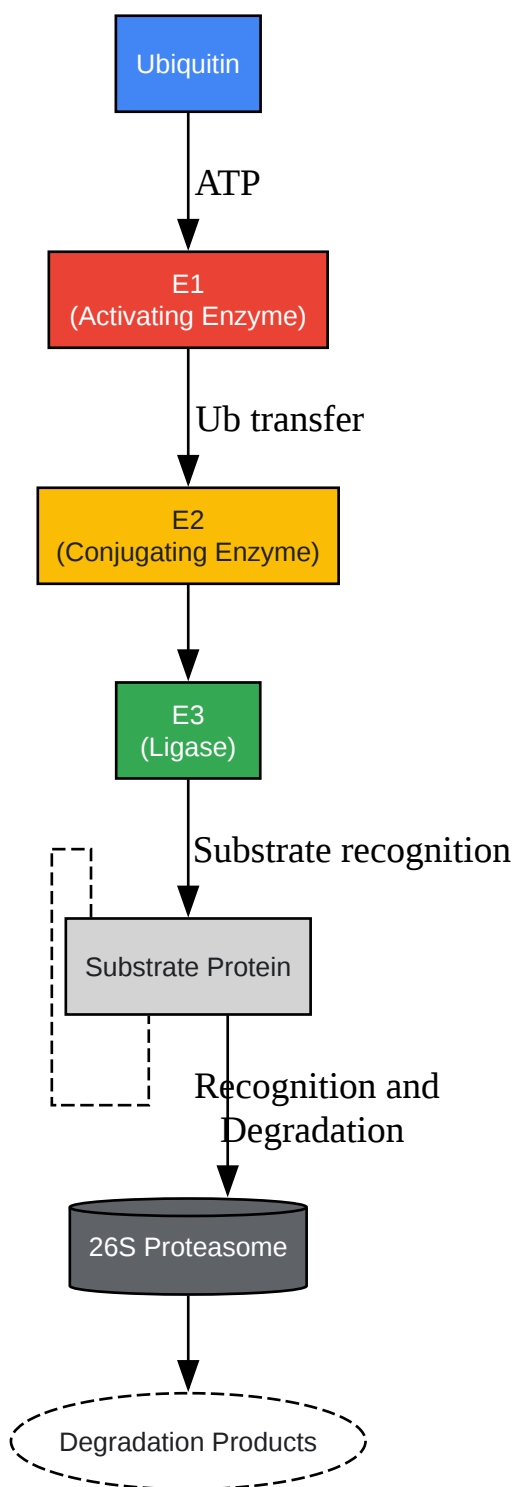 Ubiquitin
ATP
E1
(Activating Enzyme)
Ub transfer
E2
(Conjugating Enzyme)
E3
(Ligase)
Substrate recognition
Substrate Protein
Recognition and
Degradation
26S Proteasome
Degradation Products